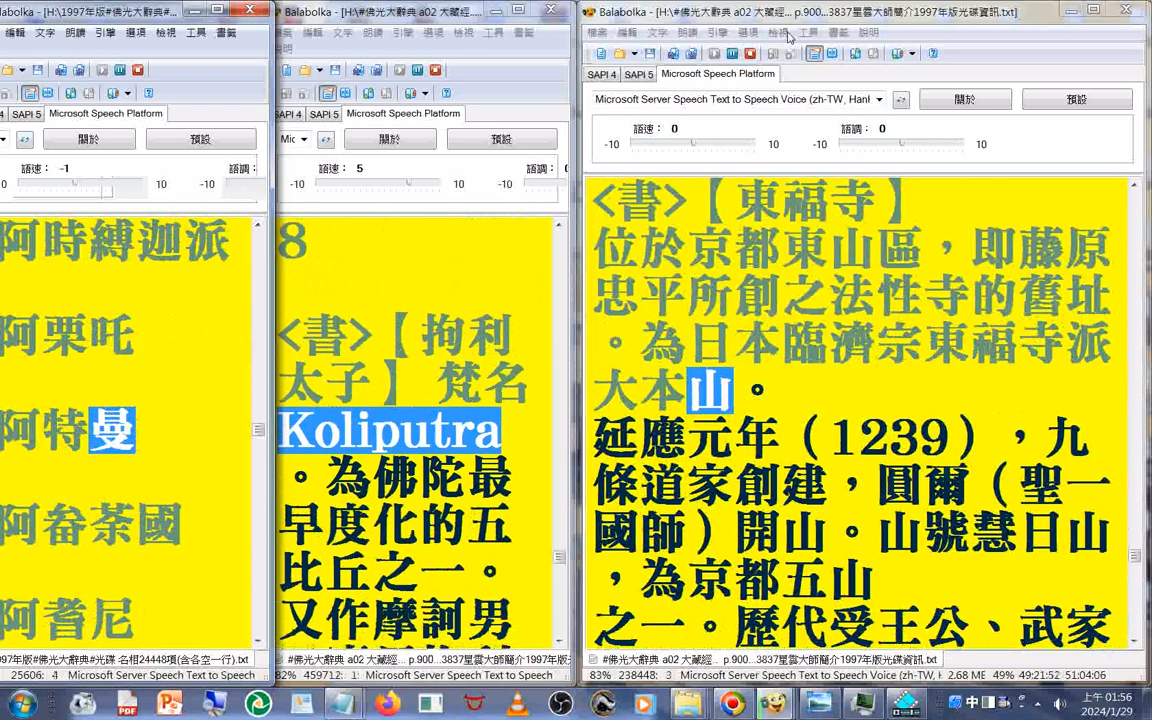 \#佛光大辭典#...
Balabolka - [H:\#佛光大辭典 a02 大藏經.....
Balabolka - [H:\#佛光大辭典 a02 大藏經... p.900...3837星雲大師簡介1997年版光碟資訊.txt]
編輯 文字 朗讀 引擎 選項 檢視 工具 書籤
檔案 編輯 文字 朗讀 引擎 選項 檢視 工具 書籤
說明
檔案 編輯 文字 朗讀 引擎 選項 檢視 工具 書籤 說明
SAPI 5 Microsoft Speech Platform
關於 預設
語速： -1 語調：
10 -10
阿時縛迦派
阿栗吒
阿特曼
阿畚荼國
阿耆尼
997年版#佛光大辭典#光碟 名相24448項(含各空一行).txt
25606: 4 Microsoft Server Speech Text to Speech
API 4 SAPI 5 Microsoft Speech Platform
Mic 關於 預設
語速： 5 語調：
-10 10 -10
8
<書>【拘利
太子】 梵名
Koliputra
。為佛陀最
早度化的五
比丘之一。
又作摩訶男
#佛光大辭典 a02 大藏經... p.900...3837星雲大師簡介1997年版
82% 459712: Microsoft Server Speech Text to Speech
SAPI 4 SAPI 5 Microsoft Speech Platform
Microsoft Server Speech Text to Speech Voice (zh-TW, Hanl 關於 預設
語速： 0 語調： 0
-10 10 -10 10
<書>【東福寺】
位於京都東山區，即藤原
忠平所創之法性寺的舊址
。為日本臨濟宗東福寺派
大本山。
延應元年（1239），九
條道家創建，圓爾（聖一
國師）開山。山號慧日山
，為京都五山
之一。歷代受王公、武家
#佛光大辭典 a02 大藏經... p.900...3837星雲大師簡介1997年版光碟資訊.txt
83% 238448: 3 Microsoft Server Speech Text to Speech Voice (zh-TW, Hanl 2.68 ME 49% 49:21:52 51:04:06
中
上午 01:56
2024/1/29